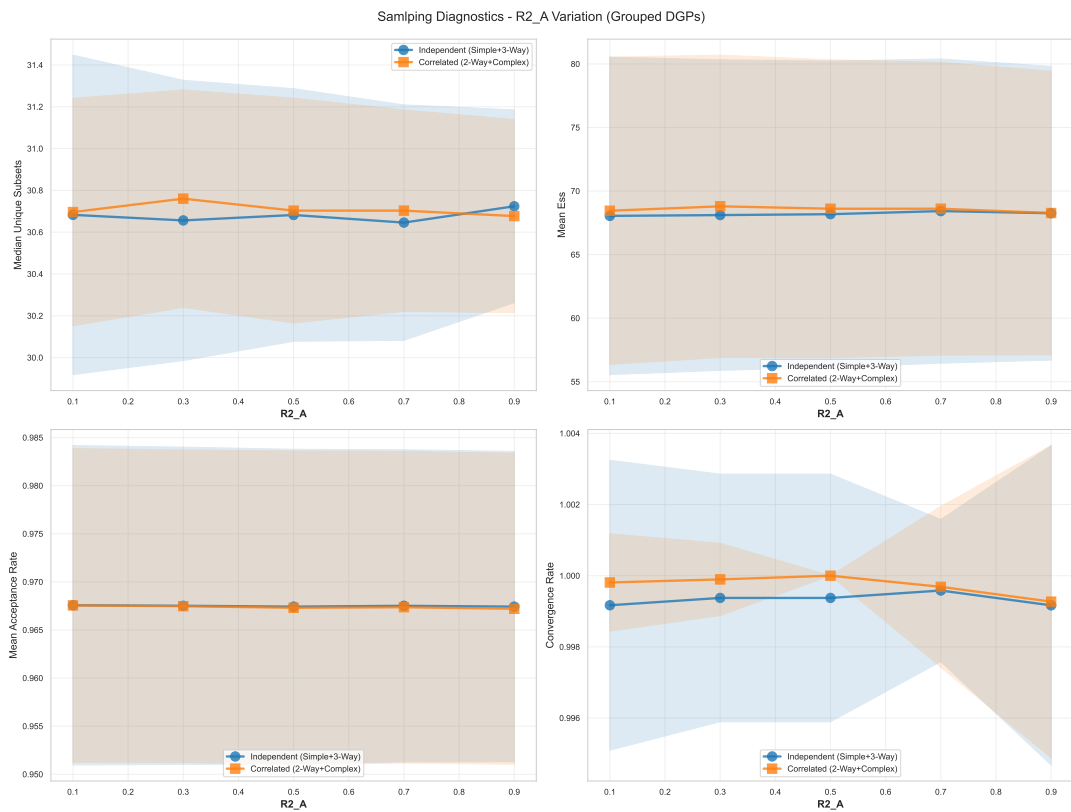 Samlping Diagnostics - R2_A Variation (Grouped DGPs)
Median Unique Subsets
31.4
31.2
31.0
30.8
30.6
30.4
30.2
30.0
Independent (Simple+3-Way)
Correlated (2-Way+Complex)
0.1 0.2 0.3 0.4 0.5 0.6 0.7 0.8 0.9
R2_A
Mean Ess
80
75
70
65
60
55
Independent (Simple+3-Way)
Correlated (2-Way+Complex)
0.1 0.2 0.3 0.4 0.5 0.6 0.7 0.8 0.9
R2_A
Mean Acceptance Rate
0.985
0.980
0.975
0.970
0.965
0.960
0.955
0.950
Independent (Simple+3-Way)
Correlated (2-Way+Complex)
0.1 0.2 0.3 0.4 0.5 0.6 0.7 0.8 0.9
R2_A
Convergence Rate
1.004
1.002
1.000
0.998
0.996
Independent (Simple+3-Way)
Correlated (2-Way+Complex)
0.1 0.2 0.3 0.4 0.5 0.6 0.7 0.8 0.9
R2_A